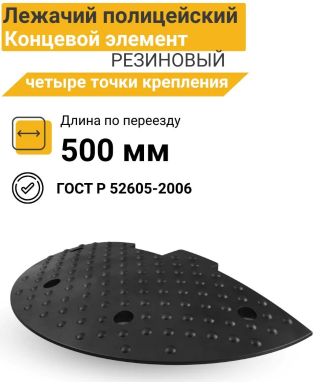 Лежачий полицейский
Концевой элемент
РЕЗИНОВЫЙ
четыре точки крепления
Длина по переезду
500 мм
ГОСТ Р 52605-2006